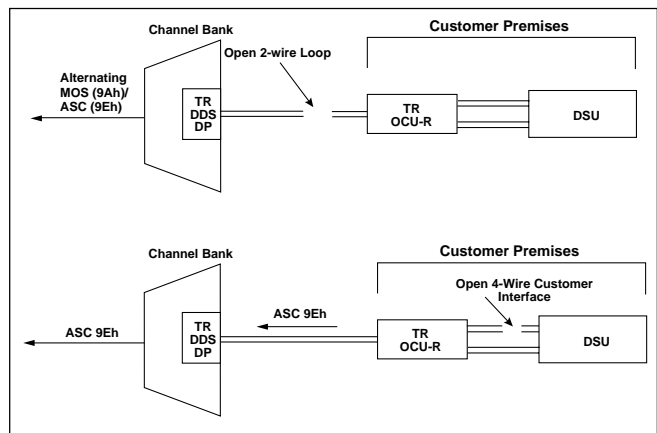 Channel Bank
Customer Premises
Open 2-wire Loop
Alternating
MOS (9Ah)/
ASC (9Eh)
TR
DDS
DP
TR
OCU-R
DSU
Customer Premises
Channel Bank
Open 4-Wire Customer
Interface
ASC 9Eh
ASC 9Eh
TR
DDS
DP
TR
OCU-R
DSU